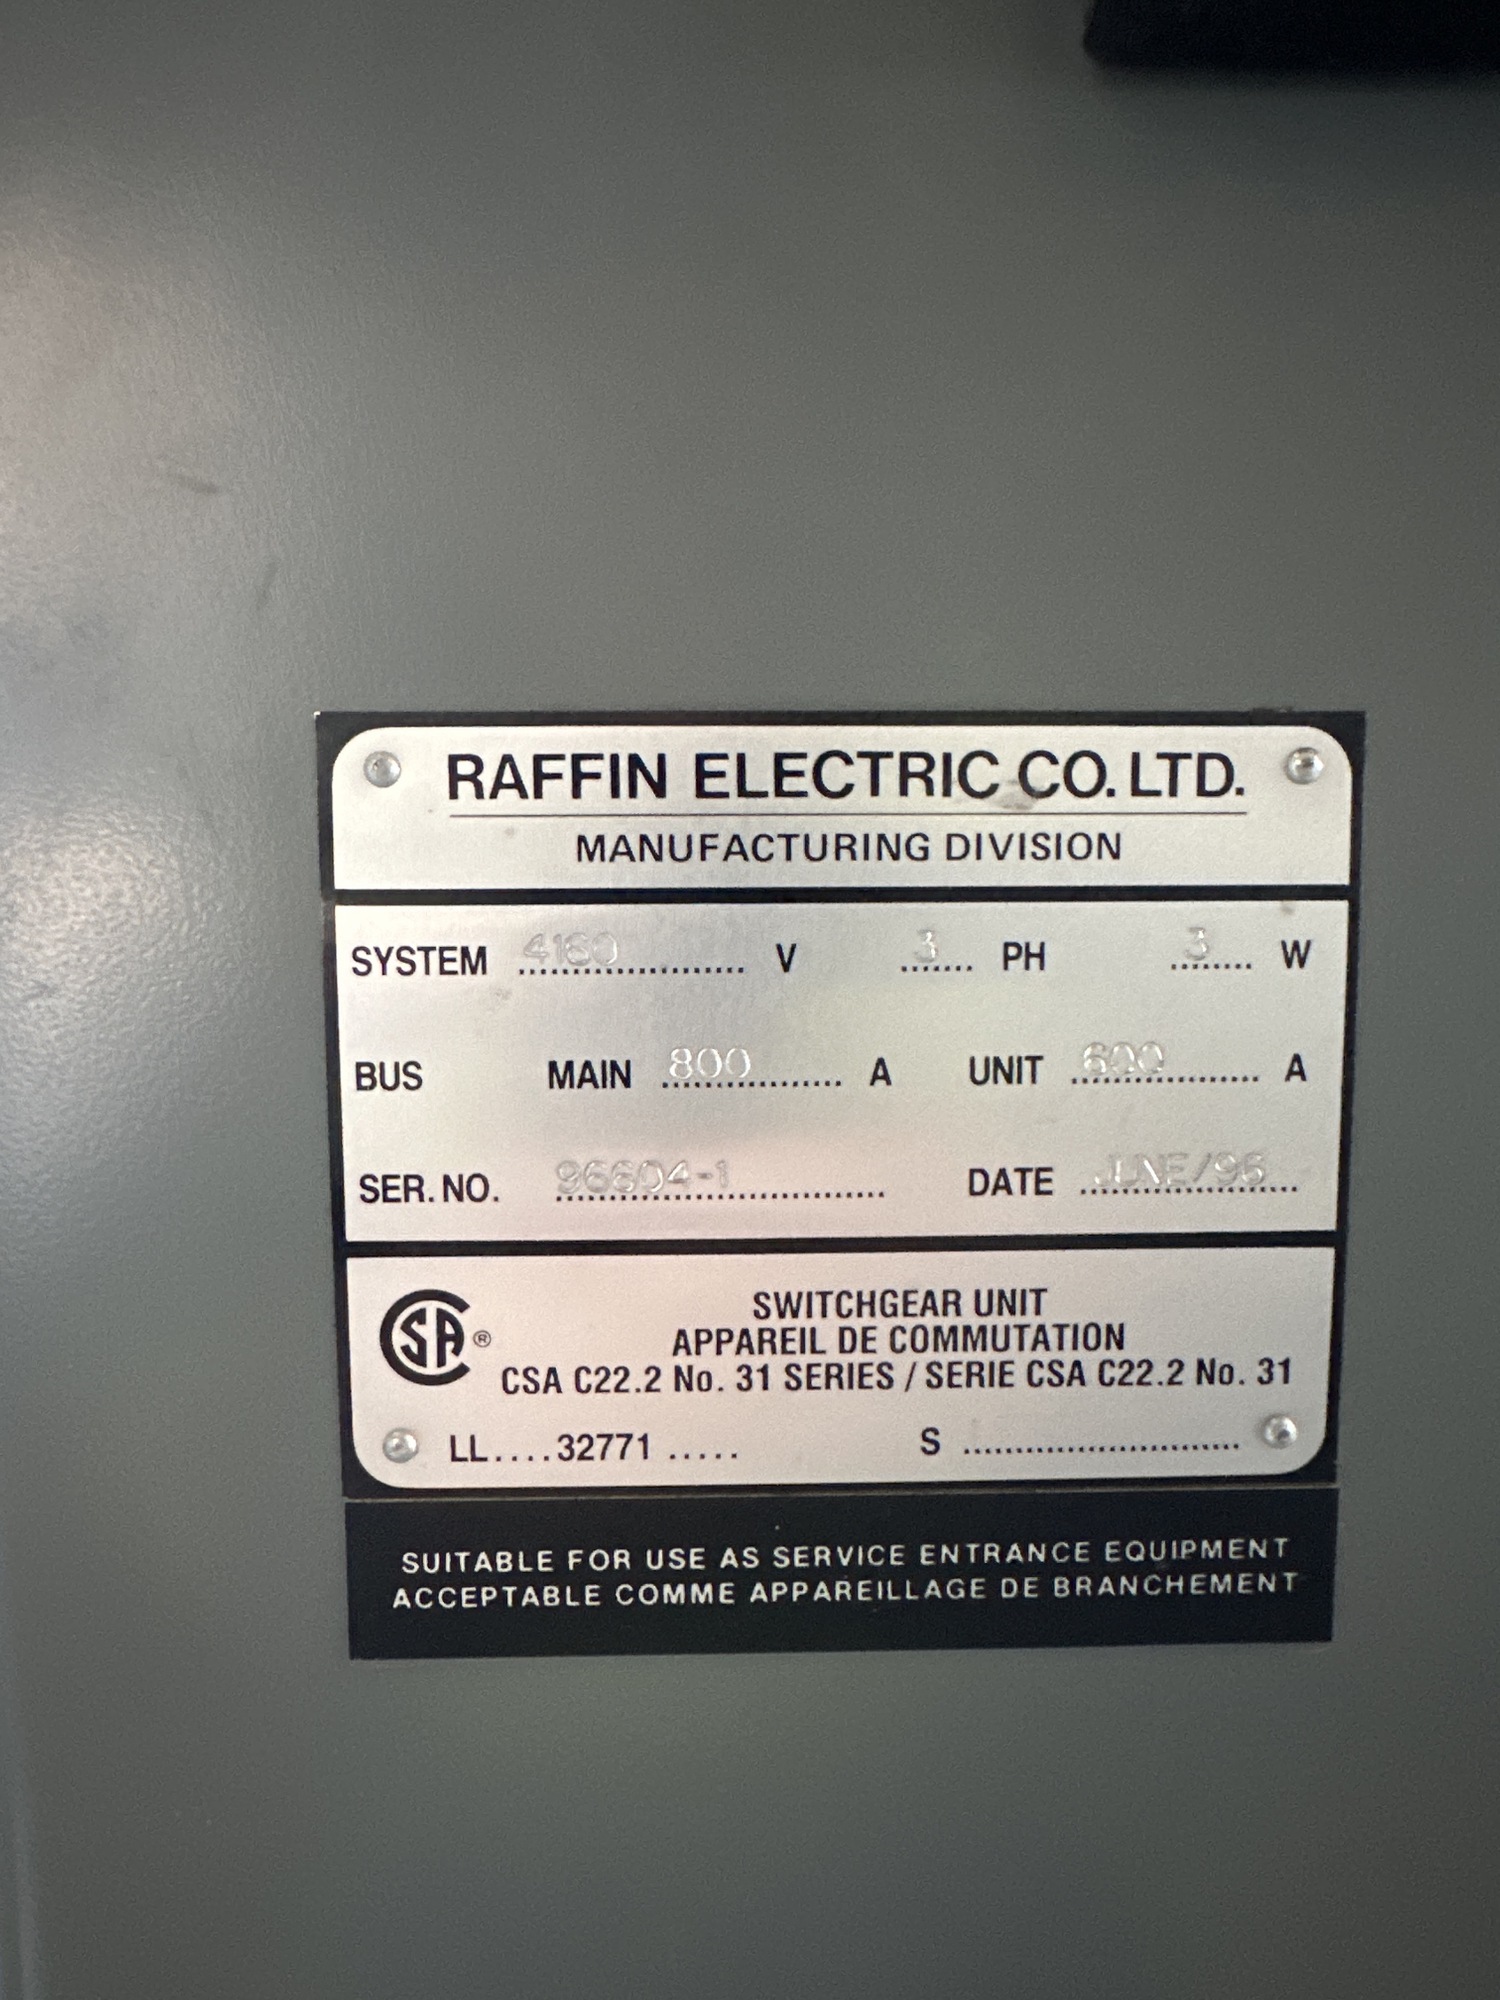 RAFFIN ELECTRIC CO. LTD.
MANUFACTURING DIVISION
SYSTEM 4160 V 3 PH 3 W
BUS MAIN 800 A UNIT 600 A
SER. NO. 96604-1 DATE JUNE/96
CSA ® SWITCHGEAR UNIT
APPAREIL DE COMMUTATION
CSA C22.2 No. 31 SERIES / SERIE CSA C22.2 No. 31
LL....32771..... S ............................
SUITABLE FOR USE AS SERVICE ENTRANCE EQUIPMENT
ACCEPTABLE COMME APPAREILLAGE DE BRANCHEMENT